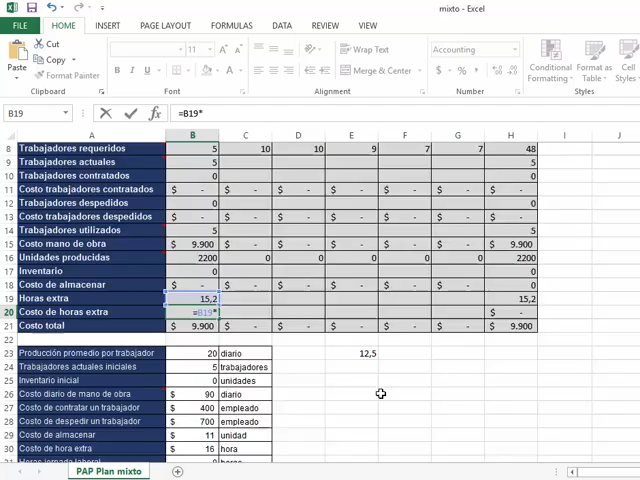 mixto - Excel
FILE HOME INSERT PAGE LAYOUT FORMULAS DATA REVIEW VIEW
Paste Cut Copy Format Painter
11 B I U A Wrap Text Merge & Center Accounting $ % Conditional Formatting Format as Table Cell Styles
Clipboard Font Alignment Number Styles
B19 fx =B19*
A B C D E F G H I J
8 Trabajadores requeridos 5 10 10 9 7 7 48
9 Trabajadores actuales 5 5
10 Trabajadores contratados 0 0
11 Costo trabajadores contratados $ - $ - $ - $ - $ - $ - $ -
12 Trabajadores despedidos 0 0
13 Costo trabajadores despedidos $ - $ - $ - $ - $ - $ - $ -
14 Trabajadores utilizados 5 5
15 Costo mano de obra $ 9.900 $ - $ - $ - $ - $ - $ 9.900
16 Unidades producidas 2200 0 0 0 0 0 2200
17 Inventario 0 0
18 Costo de almacenar $ - $ - $ - $ - $ - $ - 0
19 Horas extra 15,2 15,2
20 Costo de horas extra =B19* $ -
21 Costo total $ 9.900 $ - $ - $ - $ - $ - $ 9.900
22
23 Producción promedio por trabajador 20 diario 12,5
24 Trabajadores actuales iniciales 5 trabajadores
25 Inventario inicial 0 unidades
26 Costo diario de mano de obra $ 90 diario
27 Costo de contratar un trabajador $ 400 empleado
28 Costo de despedir un trabajador $ 700 empleado
29 Costo de almacenar $ 11 unidad
30 Costo de hora extra $ 16 hora
PAP Plan mixto